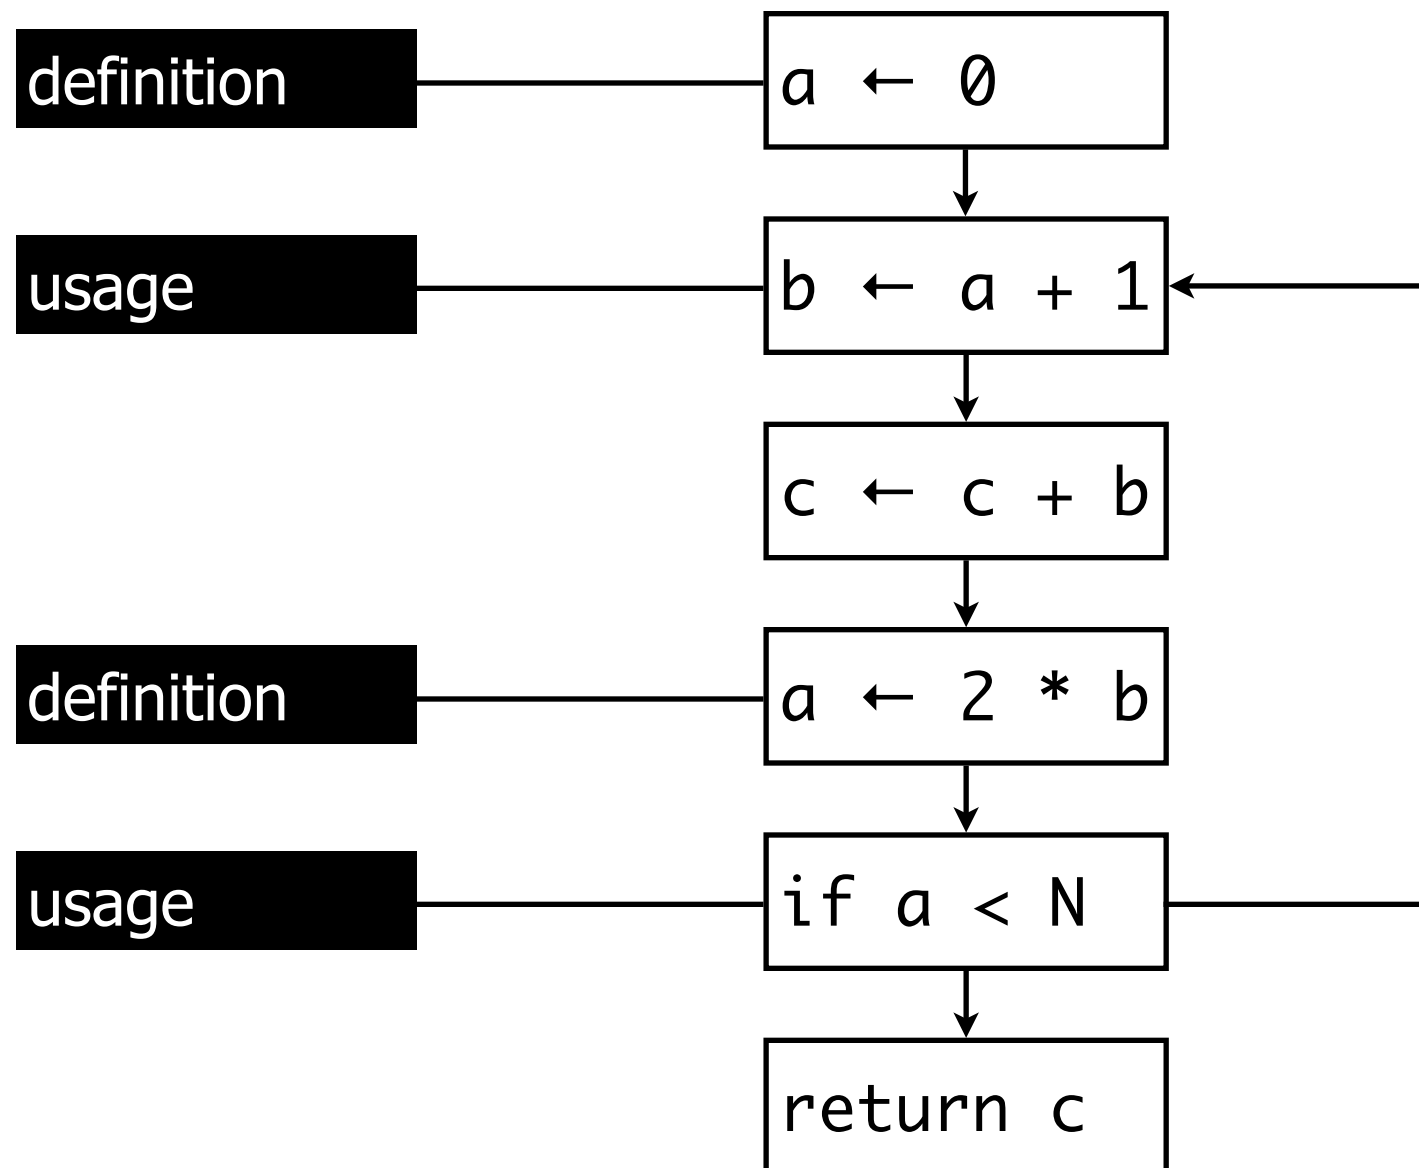 definition
a ← 0
usage
b ← a + 1
c ← c + b
definition
a ← 2 * b
usage
if a < N
return c